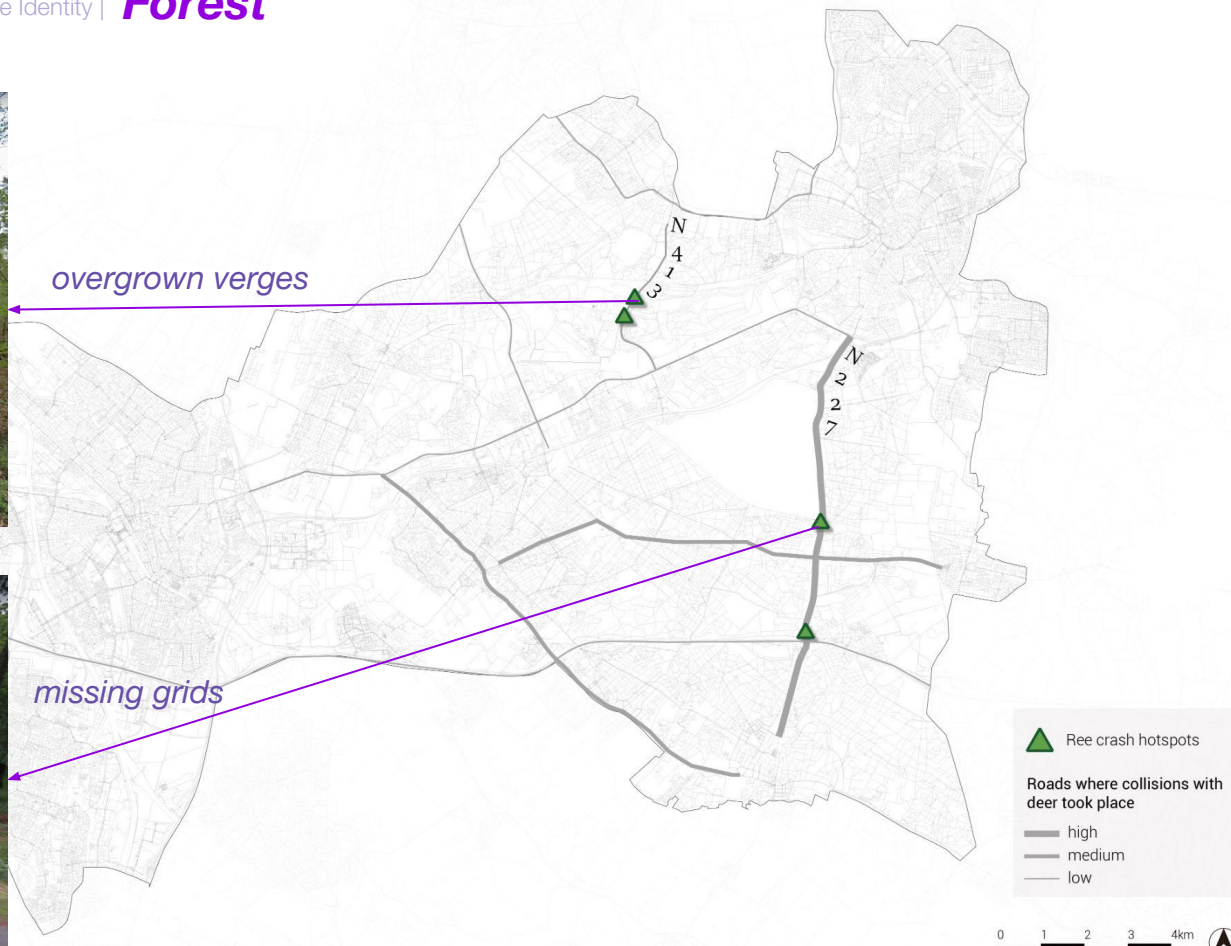 e Identity | Forest
overgrown verges
N
4
1
3
N
2
2
7
missing grids
Ree crash hotspots
Roads where collisions with
deer took place
high
medium
low
0 1 2 3 4km